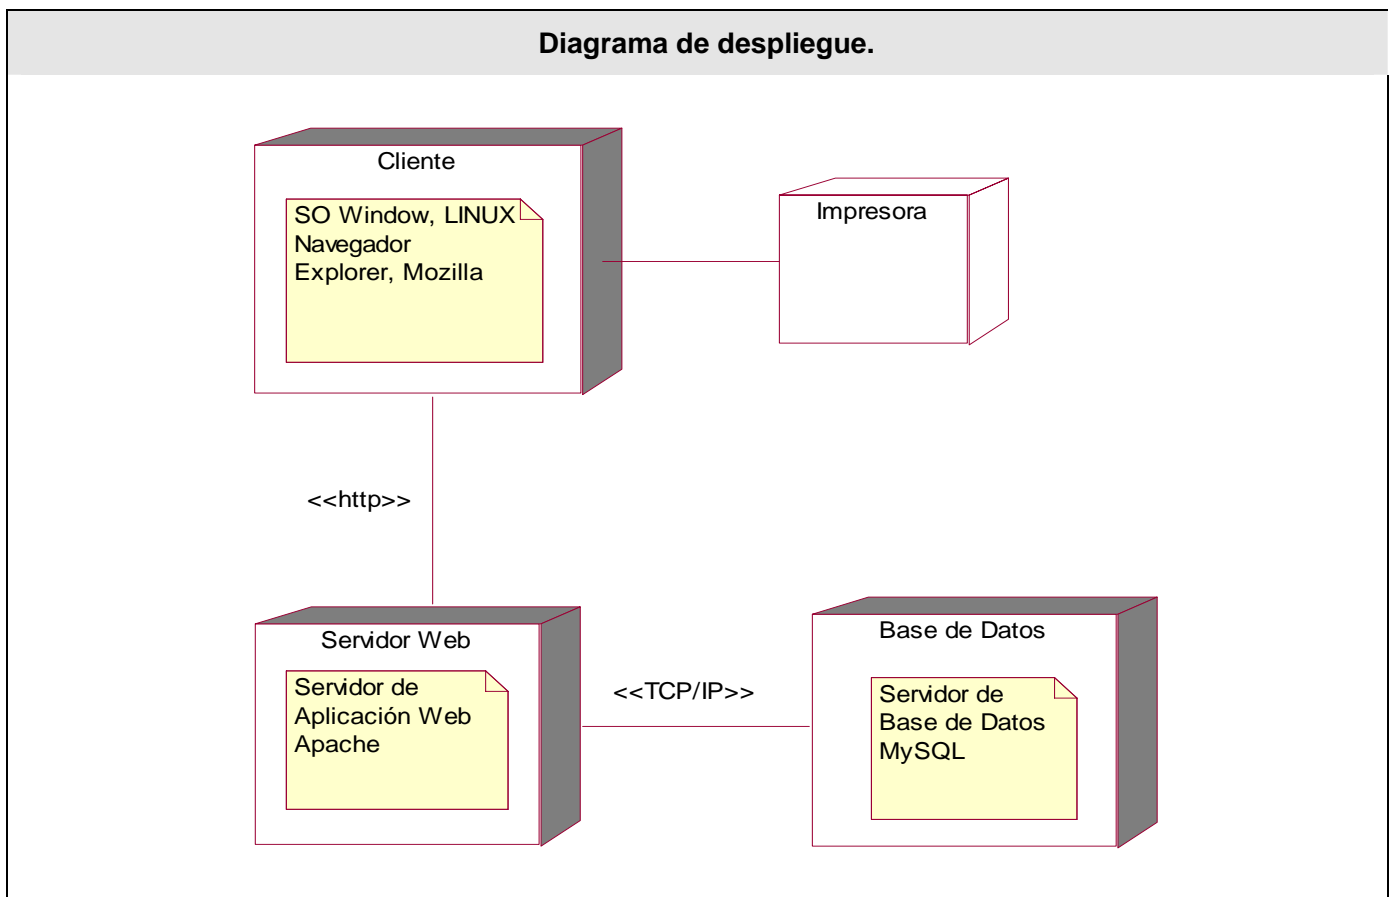 Diagrama de despliegue.
Cliente
SO Window, LINUX
Navegador
Explorer, Mozilla
Impresora
<<http>>
Servidor Web
Servidor de
Aplicación Web
Apache
<<TCP/IP>>
Base de Datos
Servidor de
Base de Datos
MySQL